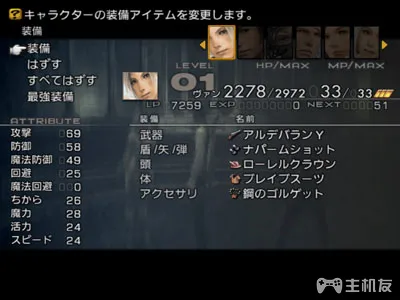 キャラクターの装備アイテムを変更します。
装備
装備
はずす
すべてはずす
最強装備
LEVEL HP/MAX MP/MAX
01 ヴァン 2278/2972 033/33
LP 7259 EXP 0 NEXT 51
ATTRIBUTE 装備 名前
攻撃 069 武器 アルデバランY
防御 058 盾/矢/弾 ナパームショット
魔法防御 049 頭 ローレルクラウン
回避 025 体 ブレイブスーツ
魔法回避 000 アクセサリ 鋼のゴルゲット
ちから 26
魔力 28
活力 24
スピード 24
主机友